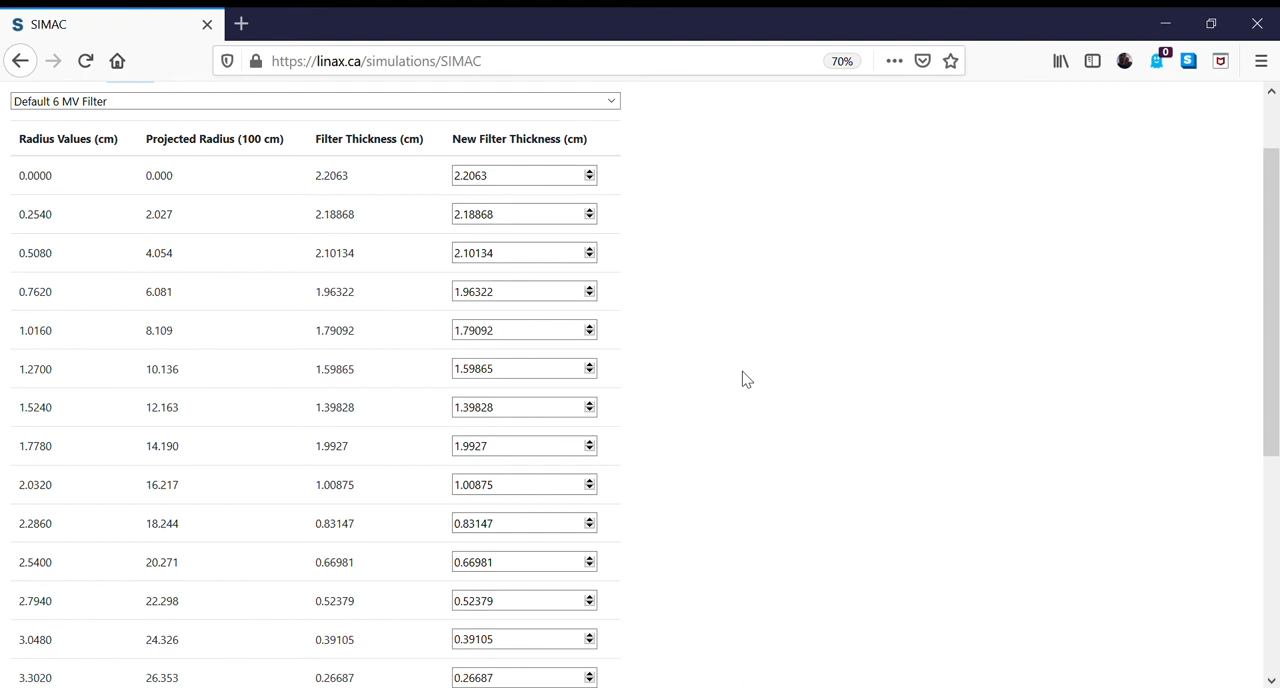 SIMAC
https://linax.ca/simulations/SIMAC
70%
0
Default 6 MV Filter
Radius Values (cm) Projected Radius (100 cm) Filter Thickness (cm) New Filter Thickness (cm)
0.0000 0.000 2.2063 2.2063
0.2540 2.027 2.18868 2.18868
0.5080 4.054 2.10134 2.10134
0.7620 6.081 1.96322 1.96322
1.0160 8.109 1.79092 1.79092
1.2700 10.136 1.59865 1.59865
1.5240 12.163 1.39828 1.39828
1.7780 14.190 1.9927 1.9927
2.0320 16.217 1.00875 1.00875
2.2860 18.244 0.83147 0.83147
2.5400 20.271 0.66981 0.66981
2.7940 22.298 0.52379 0.52379
3.0480 24.326 0.39105 0.39105
3.3020 26.353 0.26687 0.26687